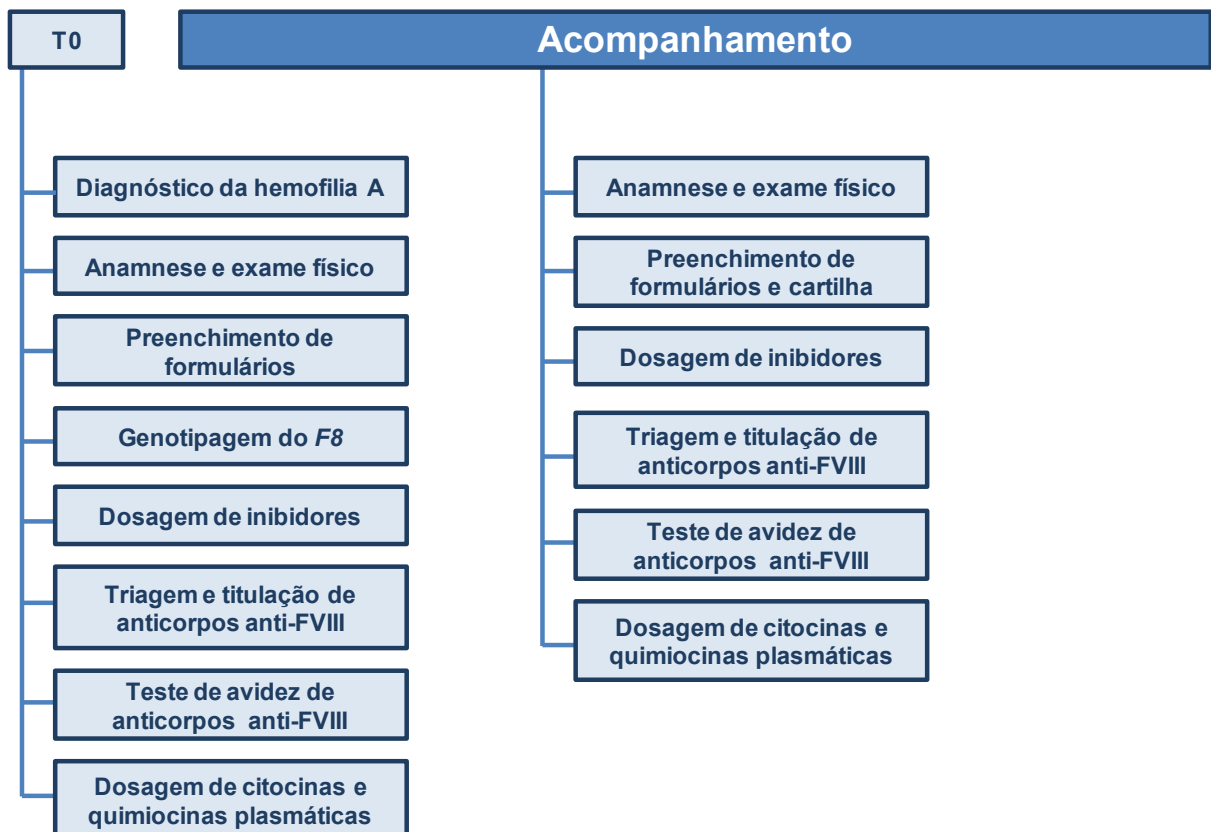 T0
Acompanhamento
Diagnóstico da hemofilia A
Anamnese e exame físico
Preenchimento de
formulários
Genotipagem do F8
Dosagem de inibidores
Triagem e titulação de
anticorpos anti-FVIII
Teste de avidez de
anticorpos anti-FVIII
Dosagem de citocinas e
quimiocinas plasmáticas
Anamnese e exame físico
Preenchimento de
formulários e cartilha
Dosagem de inibidores
Triagem e titulação de
anticorpos anti-FVIII
Teste de avidez de
anticorpos anti-FVIII
Dosagem de citocinas e
quimiocinas plasmáticas